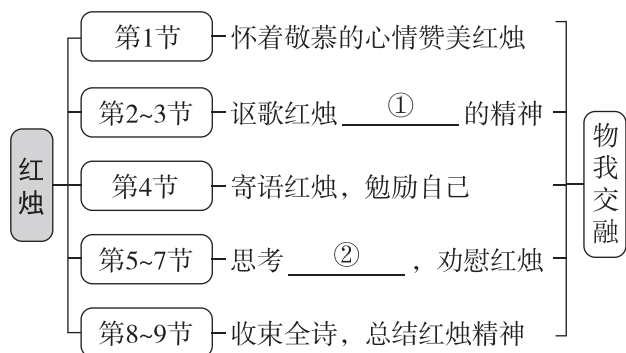 红烛
第1节 怀着敬慕的心情赞美红烛
第2~3节 讴歌红烛 ① 的精神
第4节 寄语红烛，勉励自己
第5~7节 思考 ② ，劝慰红烛
第8~9节 收束全诗，总结红烛精神
物我交融